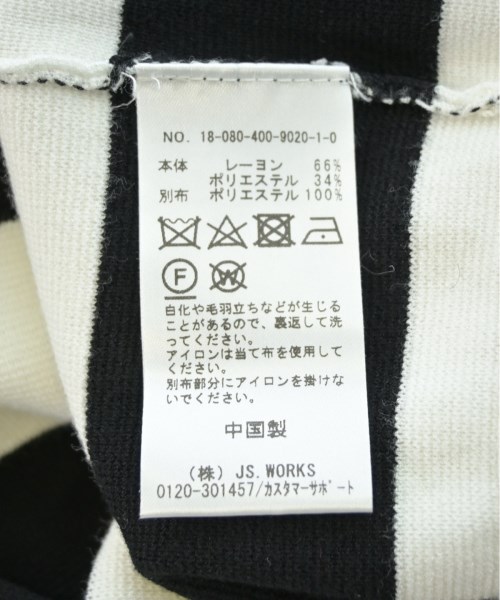 NO. 18-080-400-9020-1-0
本体 レーヨン 66%
ポリエステル 34%
別布 ポリエステル 100%
F W
白化や毛羽立ちなどが生じる
ことがあるので、裏返して洗
ってください。
アイロンは当て布を使用して
ください。
別布部分にアイロンを掛けな
いでください。
中国製
(株) JS.WORKS
0120-301457/カスタマーサポート